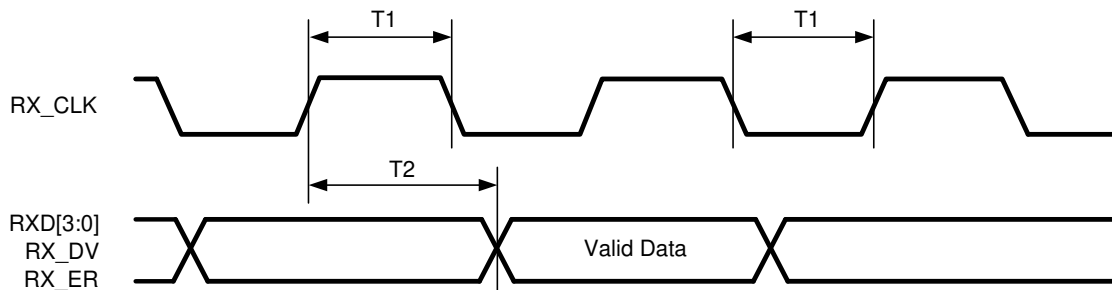 T1 T1
RX_CLK
T2
RXD[3:0]
RX_DV Valid Data
RX_ER